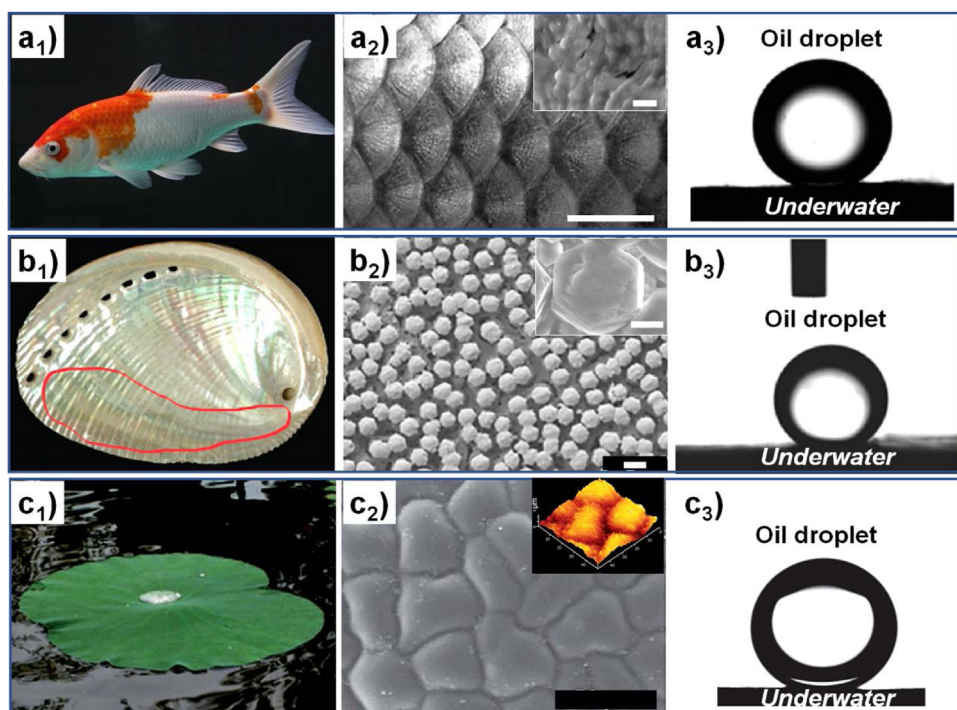 a₁)
a₂)
a₃)
Oil droplet
Underwater
b₁)
b₂)
b₃)
Oil droplet
Underwater
c₁)
c₂)
c₃)
Oil droplet
Underwater